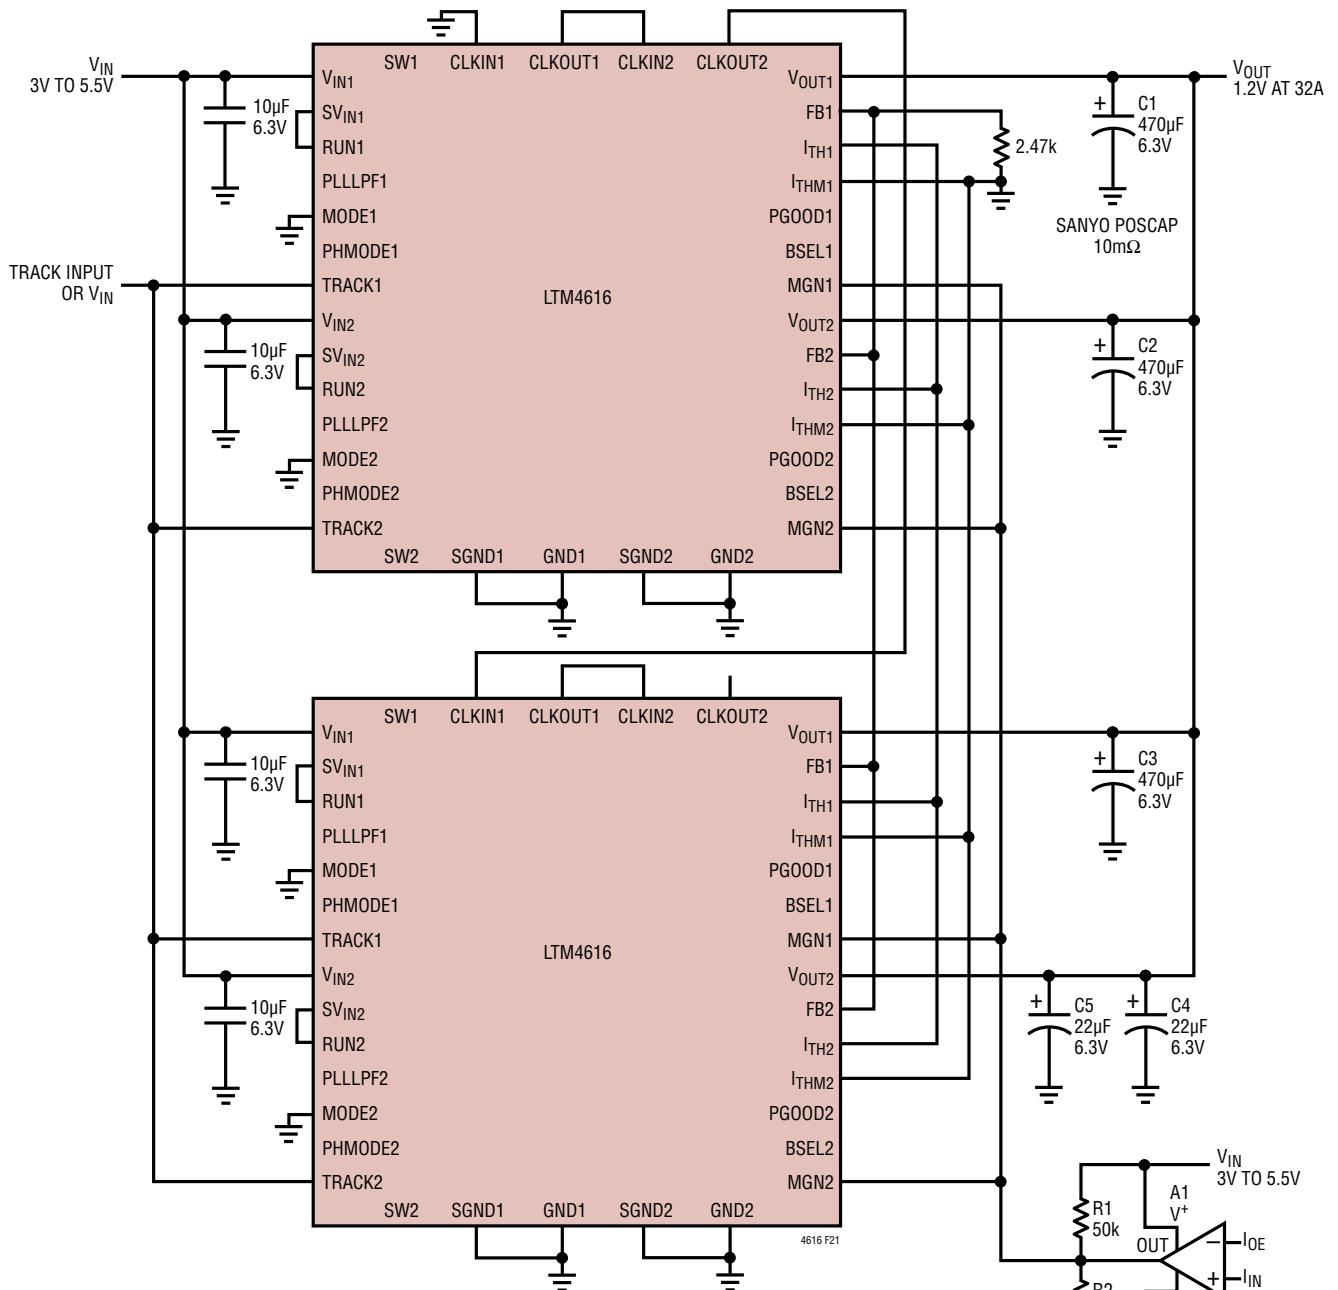 SW1 CLKIN1 CLKOUT1 CLKIN2 CLKOUT2
VIN
3V TO 5.5V
VIN1
VOUT1
VOUT
1.2V AT 32A
10µF
6.3V
SVIN1
FB1
C1
470µF
6.3V
RUN1
ITH1
2.47k
PLLLPF1
ITHM1
MODE1
PGOOD1
SANYO POSCAP
10mΩ
PHMODE1
BSEL1
TRACK INPUT
OR VIN
TRACK1
LTM4616
MGN1
VIN2
VOUT2
10µF
6.3V
SVIN2
FB2
C2
470µF
6.3V
RUN2
ITH2
PLLLPF2
ITHM2
MODE2
PGOOD2
PHMODE2
BSEL2
TRACK2
MGN2
SW2 SGND1 GND1 SGND2 GND2
SW1 CLKIN1 CLKOUT1 CLKIN2 CLKOUT2
VIN1
VOUT1
10µF
6.3V
SVIN1
FB1
C3
470µF
6.3V
RUN1
ITH1
PLLLPF1
ITHM1
MODE1
PGOOD1
PHMODE1
BSEL1
TRACK1
LTM4616
MGN1
VIN2
VOUT2
10µF
6.3V
SVIN2
FB2
C5
22µF
6.3V
C4
22µF
6.3V
RUN2
ITH2
PLLLPF2
ITHM2
MODE2
PGOOD2
PHMODE2
BSEL2
TRACK2
MGN2
SW2 SGND1 GND1 SGND2 GND2
4616 F21
VIN
3V TO 5.5V
R1
50k
A1
V+
OUT
– IOE
+ IIN